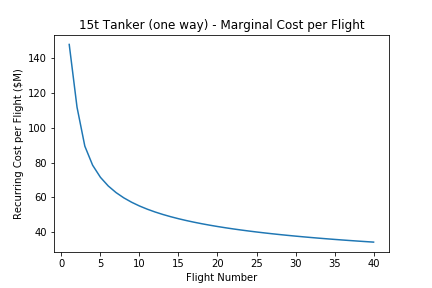 15t Tanker (one way) - Marginal Cost per Flight
Recurring Cost per Flight ($M)
140
120
100
80
60
40
0 5 10 15 20 25 30 35 40
Flight Number